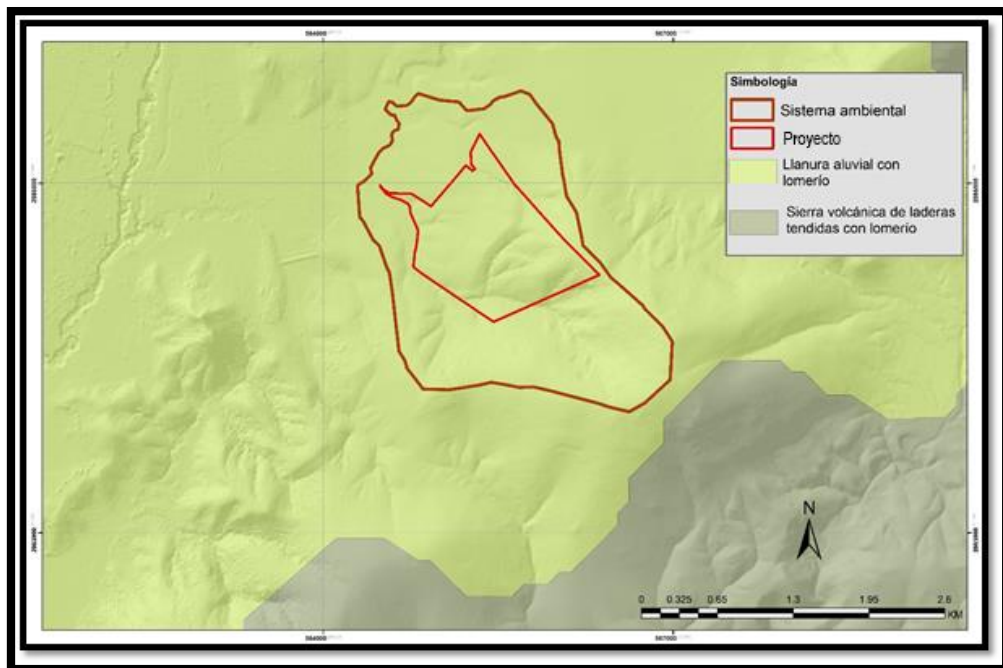 Simbología
Sistema ambiental
Proyecto
Llanura aluvial con
lomerío
Sierra volcánica de laderas
tendidas con lomerio
N
0 0.325 0.65 1.3 1.95 2.6
KM